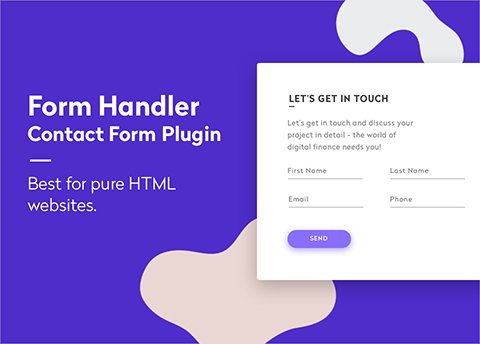 Form Handler
Contact Form Plugin
Best for pure HTML
websites.
LET'S GET IN TOUCH
Let's get in touch and discuss your
project in detail - the world of
digital finance needs you!
First Name
Last Name
Email
Phone
SEND